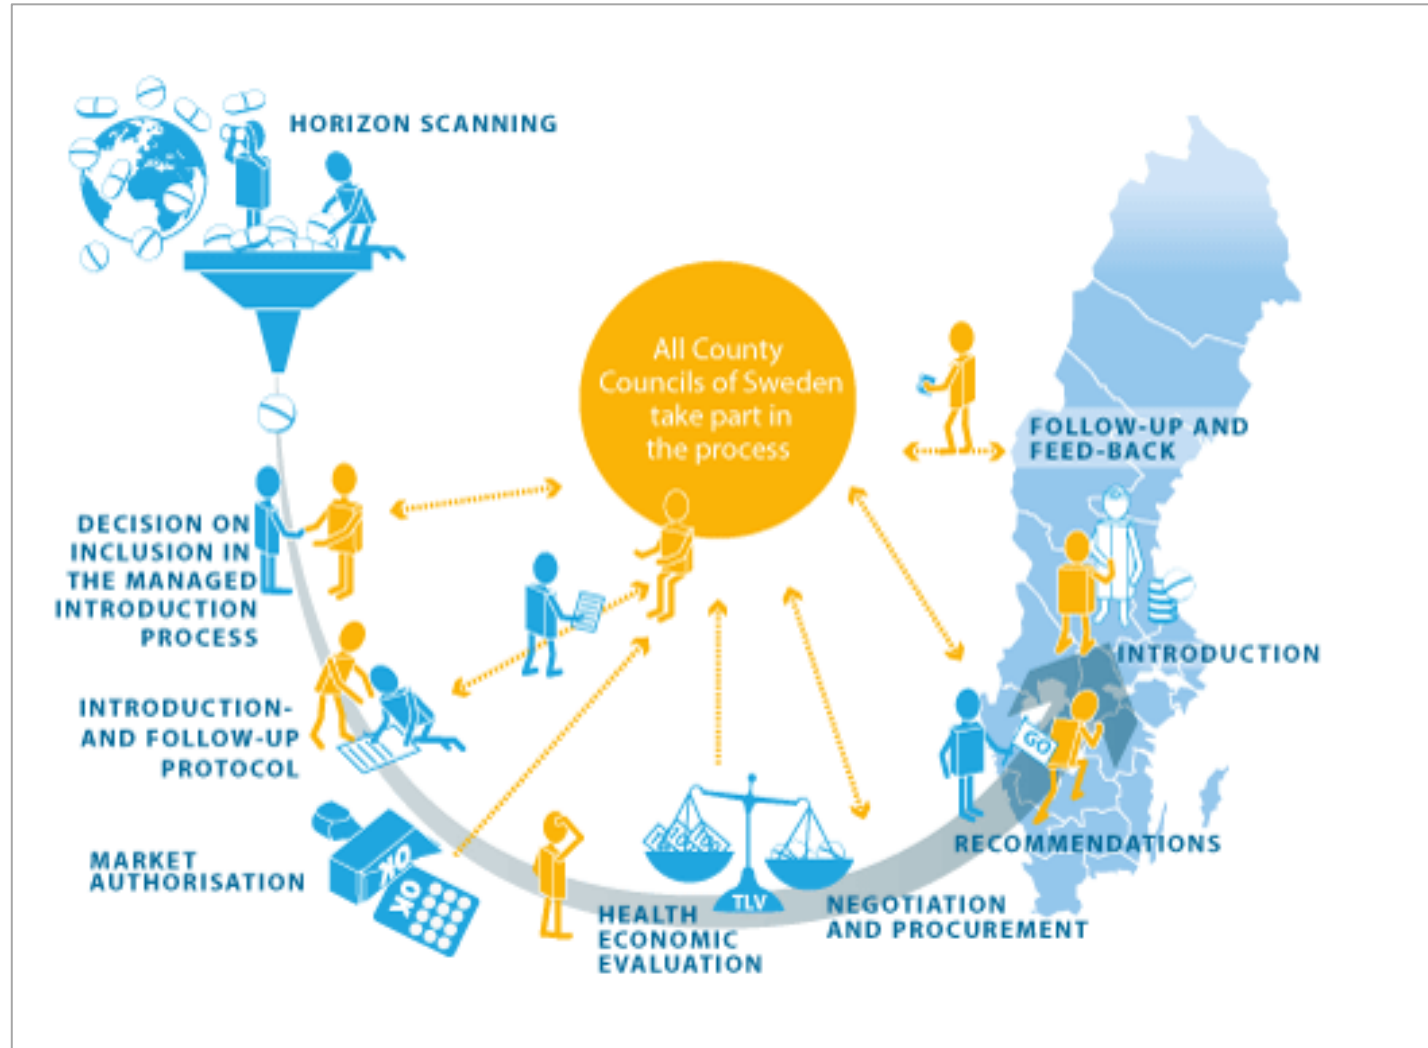 HORIZON SCANNING
All County
Councils of Sweden
take part in
the process
FOLLOW-UP AND
FEED-BACK
DECISION ON
INCLUSION IN
THE MANAGED
INTRODUCTION
PROCESS
INTRODUCTION
INTRODUCTION-
AND FOLLOW-UP
PROTOCOL
GO
RECOMMENDATIONS
MARKET
AUTHORISATION
OK
OK
TLV
HEALTH
ECONOMIC
EVALUATION
NEGOTIATION
AND PROCUREMENT